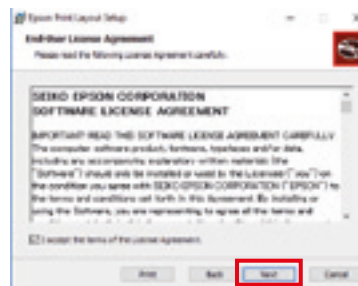 Epson Print Layout Setup
End-User License Agreement
Please read the following License Agreement carefully.
SEIKO EPSON CORPORATION
SOFTWARE LICENSE AGREEMENT
IMPORTANT! READ THIS SOFTWARE LICENSE AGREEMENT CAREFULLY.
The computer software product, fontware, typefaces and/or data,
including any accompanying explanatory written materials (the
"Software") should only be installed or used by the Licensee ("you") on
the condition you agree with SEIKO EPSON CORPORATION ("EPSON") to
the terms and conditions set forth in this Agreement. By installing or
using the Software, you are representing to agree all the terms and
I accept the terms of the License Agreement.
Print
Back
Next
Cancel